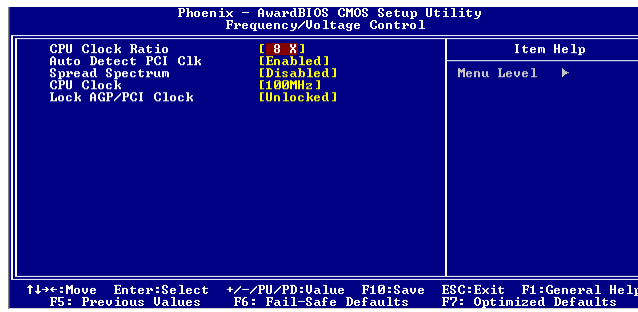 Phoenix - AwardBIOS CMOS Setup Utility
Frequency/Voltage Control
CPU Clock Ratio [ 8 X]
Auto Detect PCI Clk [Enabled]
Spread Spectrum [Disabled]
CPU Clock [100MHz]
Lock AGP/PCI Clock [Unlocked]
Item Help
Menu Level ▶
↑↓→←:Move Enter:Select +/-/PU/PD:Value F10:Save ESC:Exit F1:General Help
F5: Previous Values F6: Fail-Safe Defaults F7: Optimized Defaults